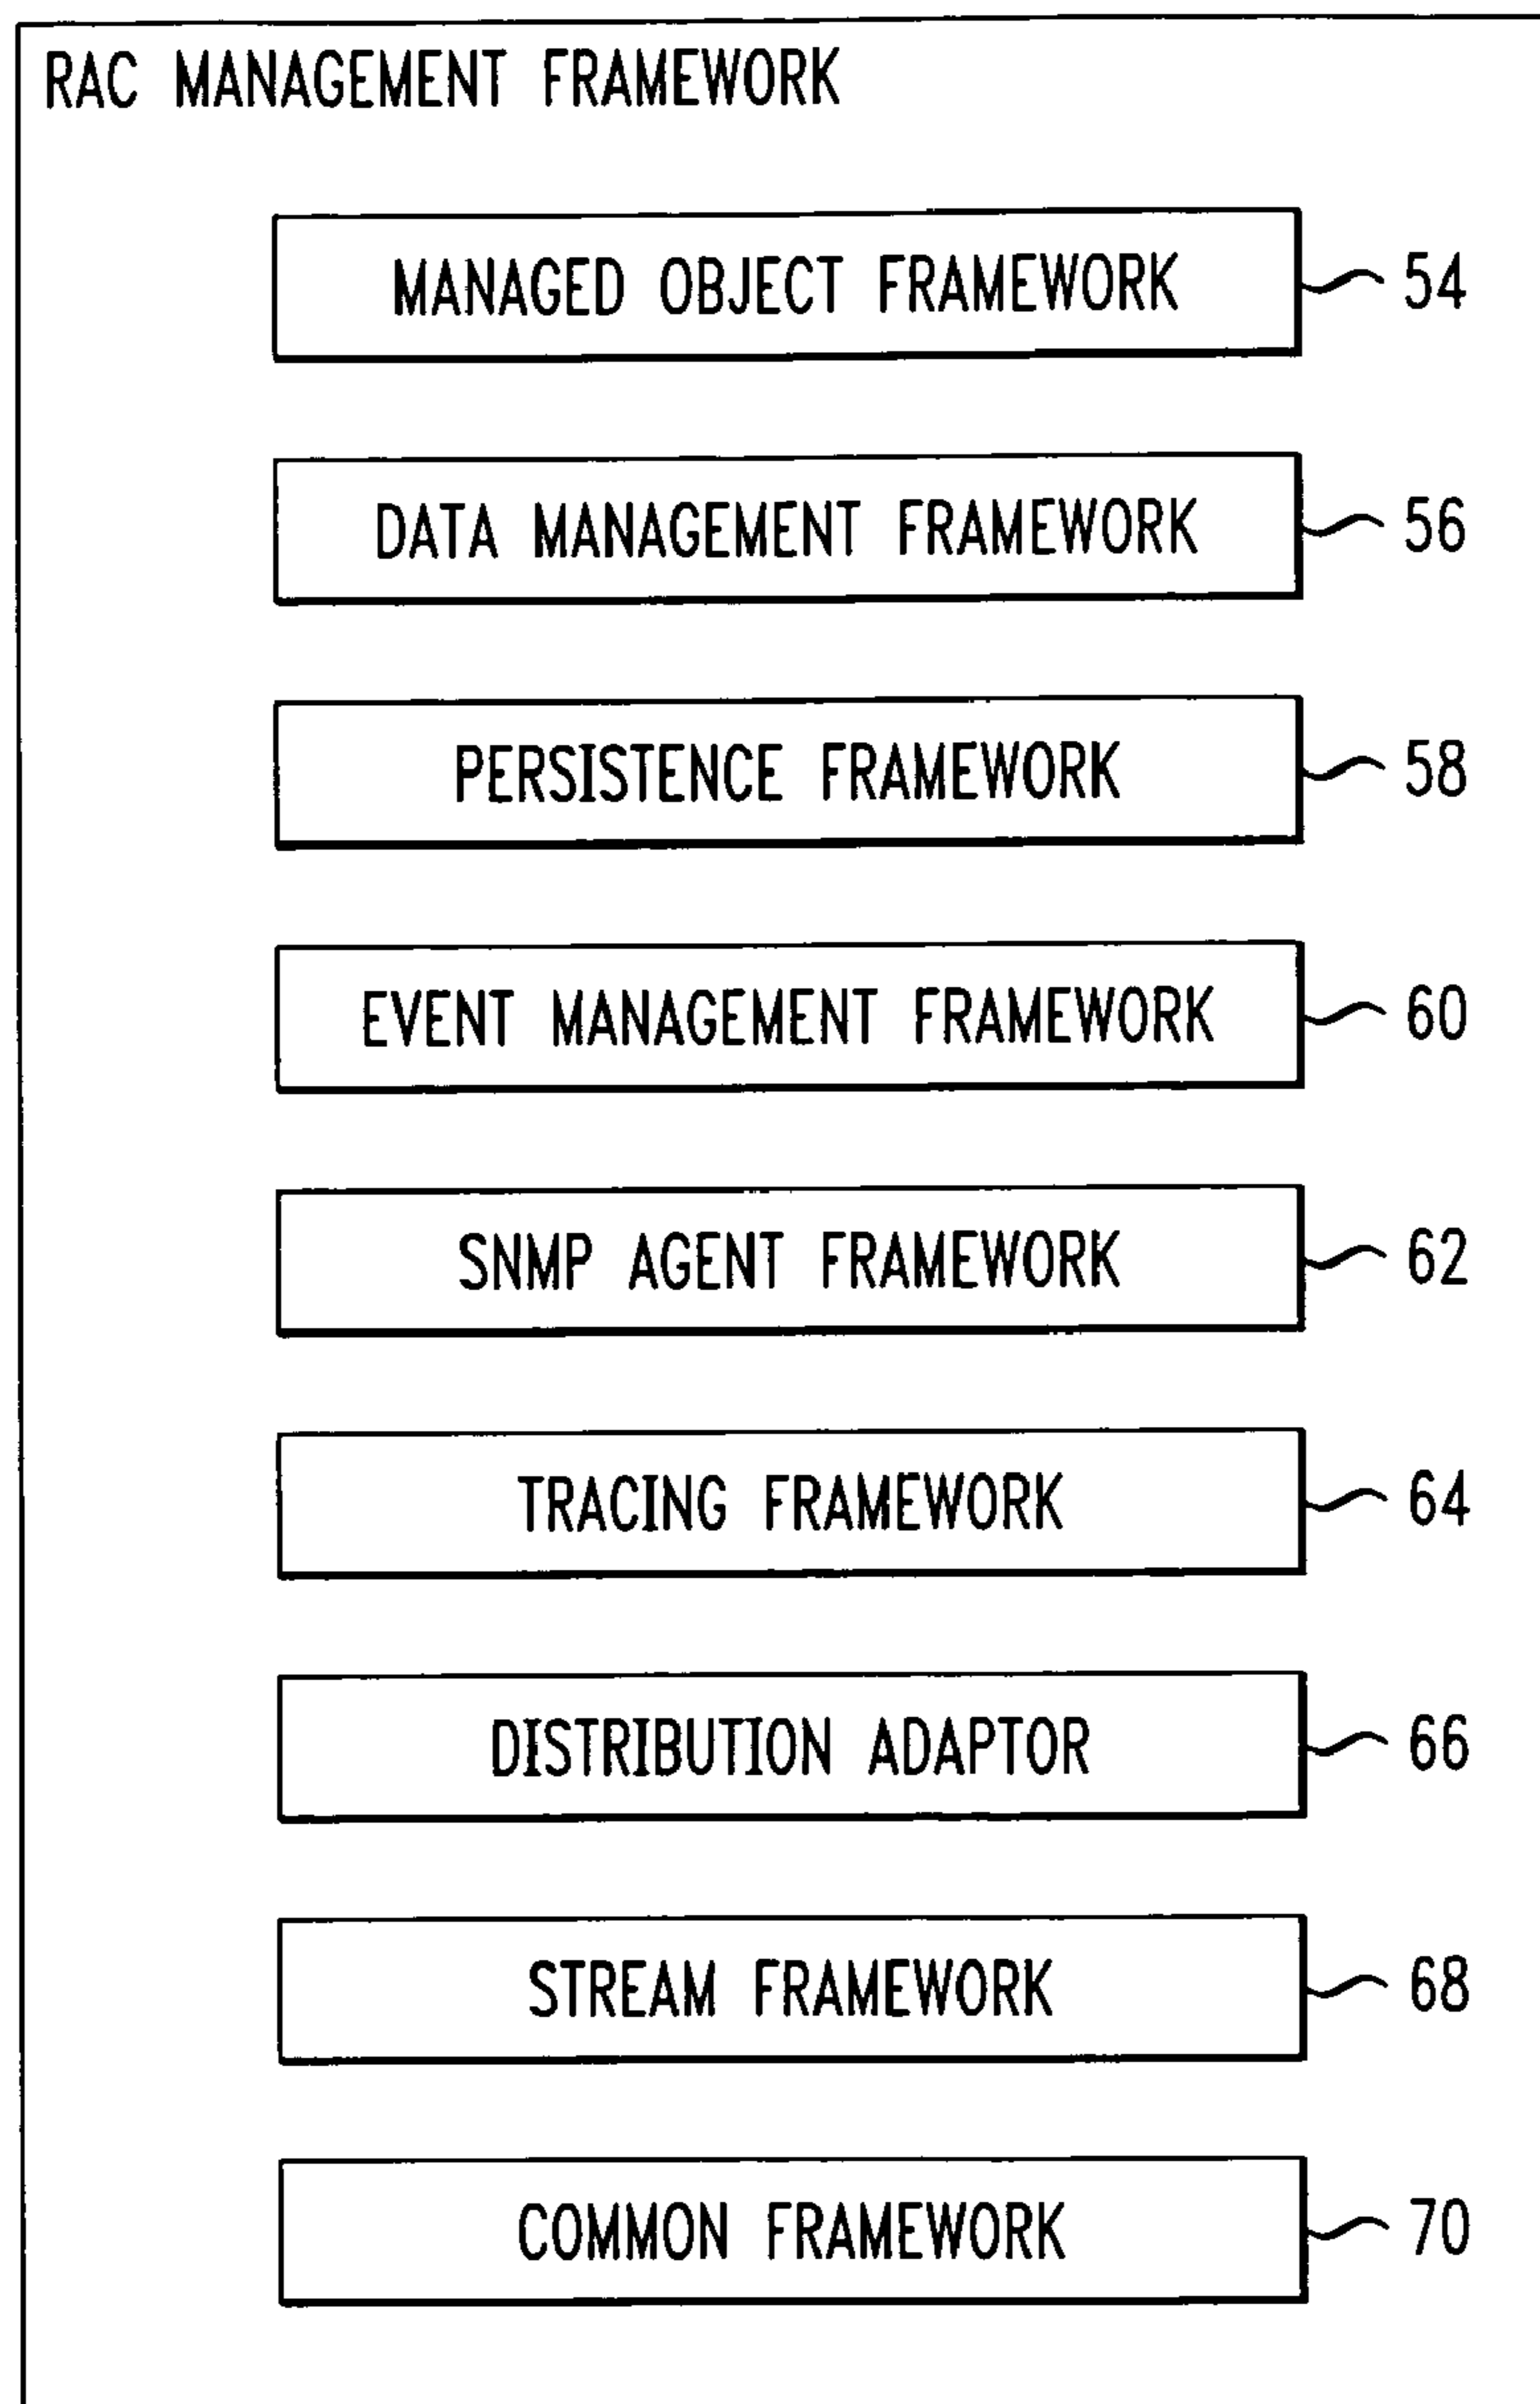 RAC MANAGEMENT FRAMEWORK
MANAGED OBJECT FRAMEWORK 54
DATA MANAGEMENT FRAMEWORK 56
PERSISTENCE FRAMEWORK 58
EVENT MANAGEMENT FRAMEWORK 60
SNMP AGENT FRAMEWORK 62
TRACING FRAMEWORK 64
DISTRIBUTION ADAPTOR 66
STREAM FRAMEWORK 68
COMMON FRAMEWORK 70